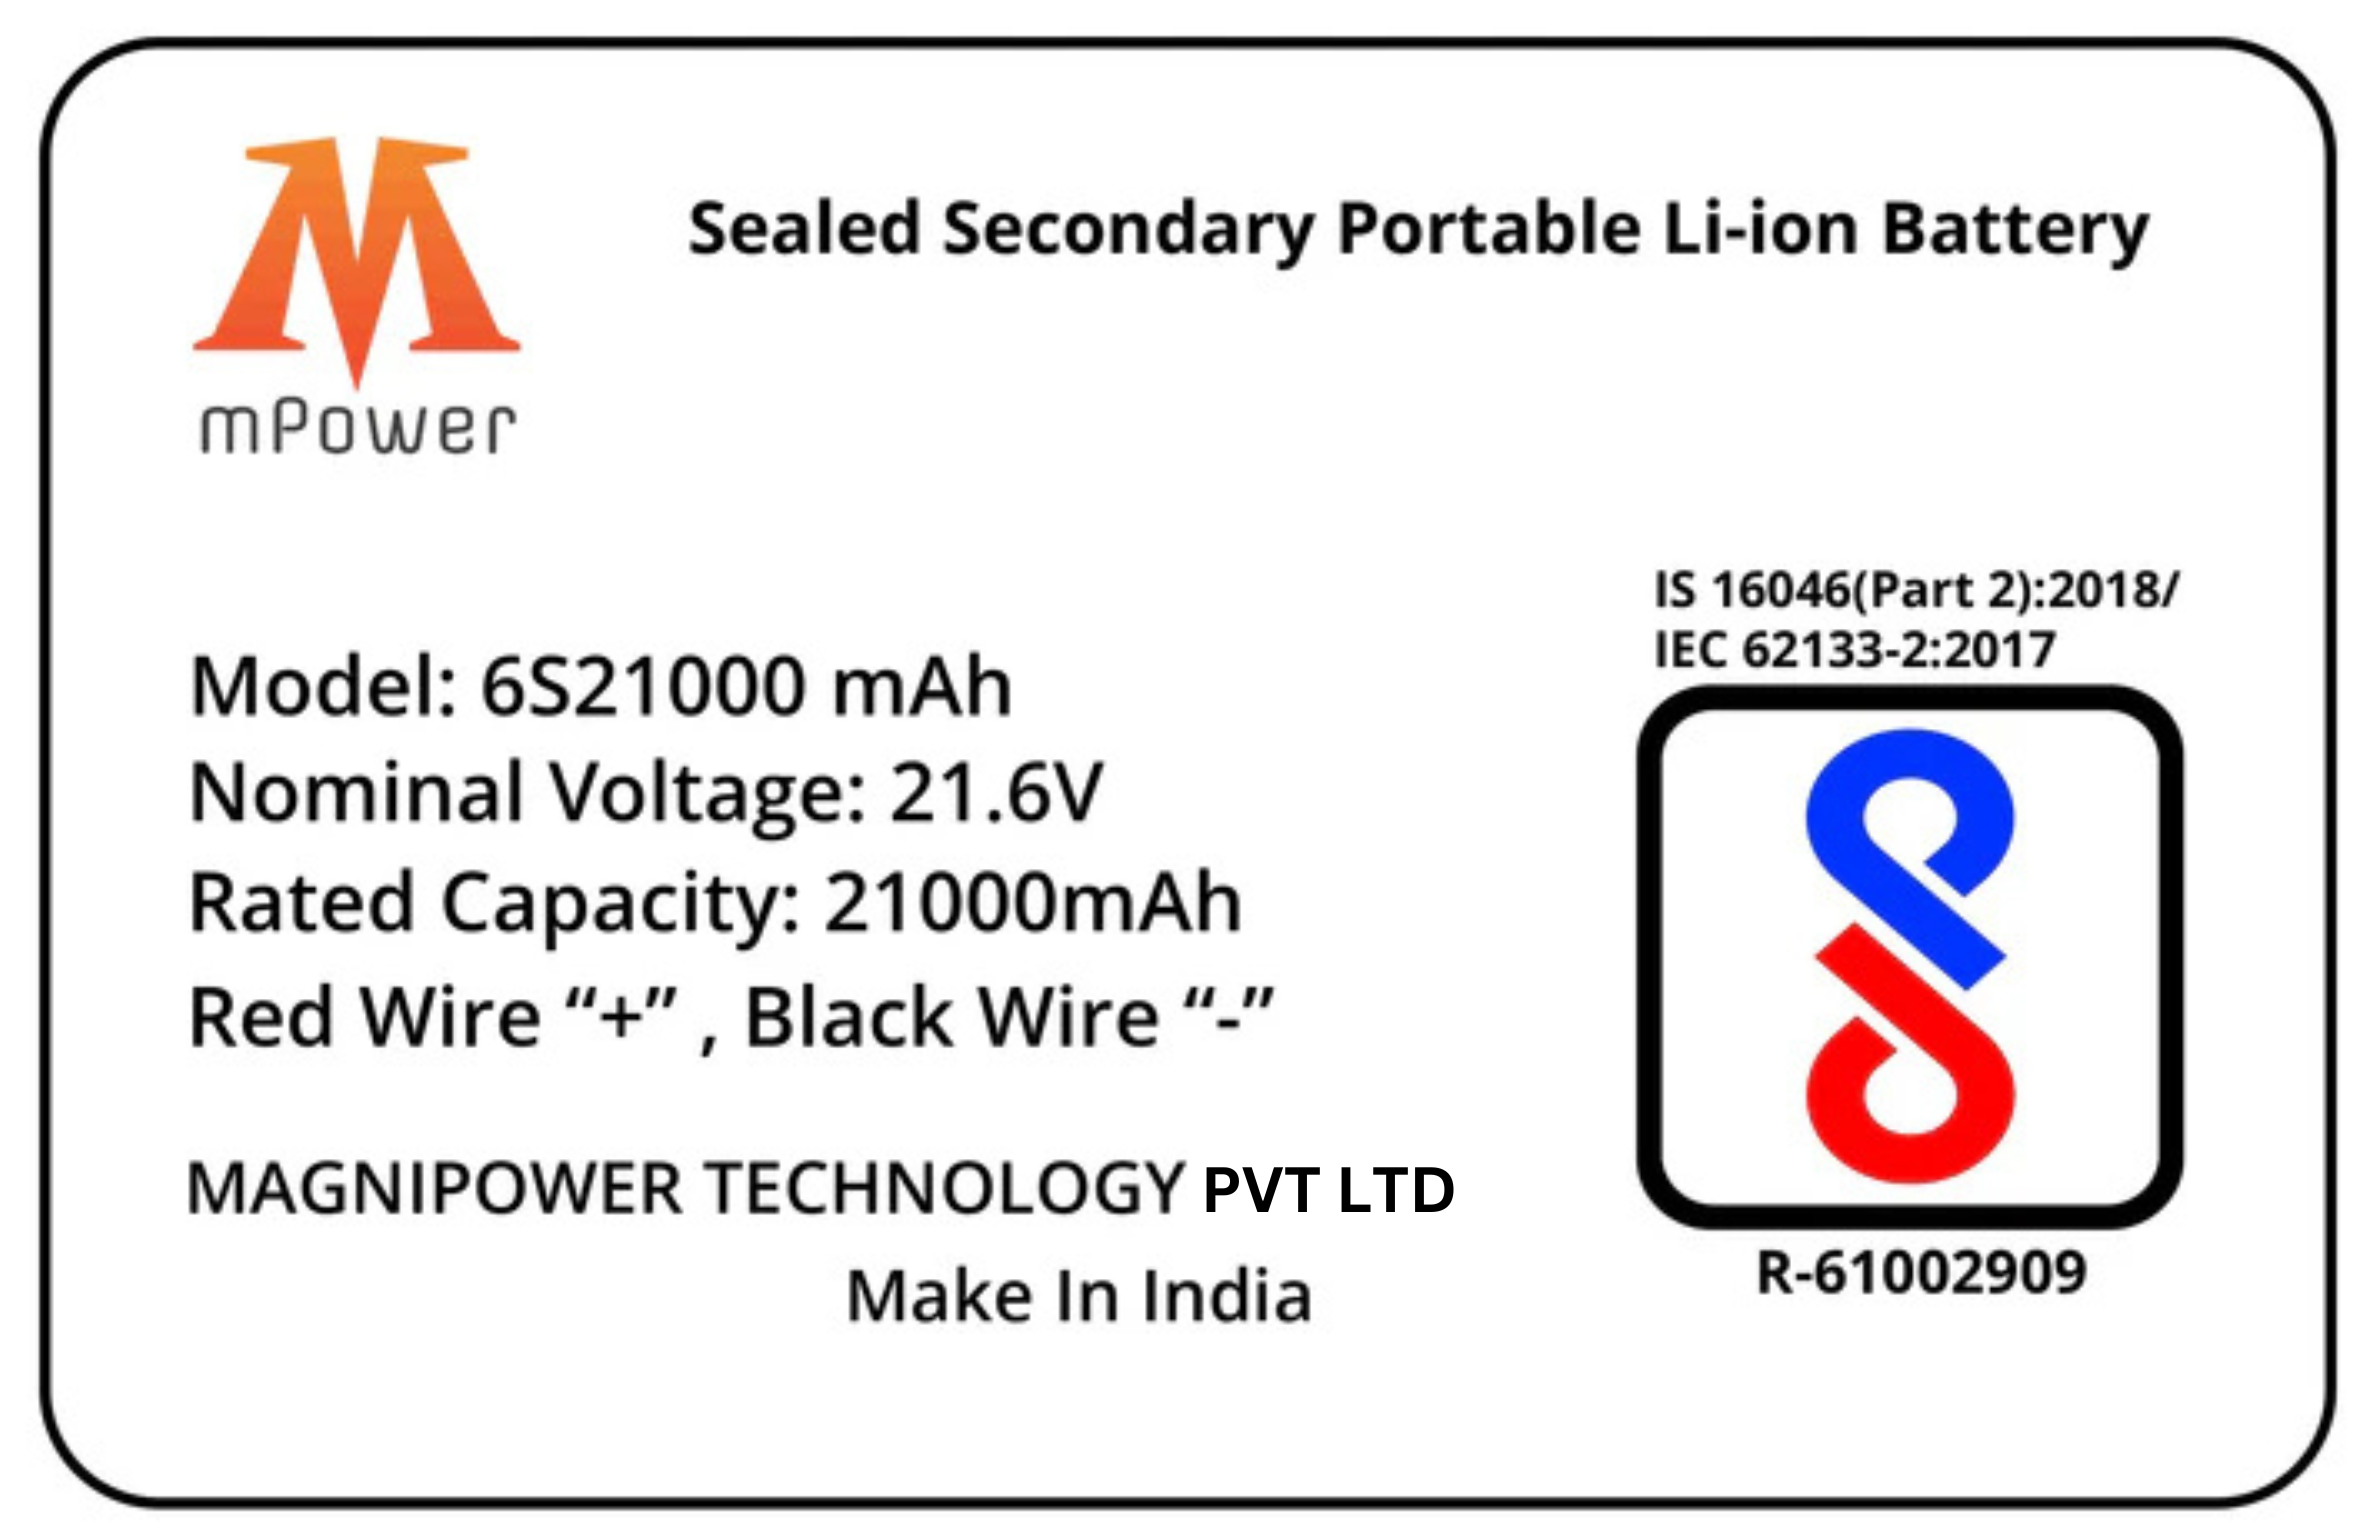 Sealed Secondary Portable Li-ion Battery
mPower
IS 16046(Part 2):2018/
IEC 62133-2:2017
Model: 6S21000 mAh
Nominal Voltage: 21.6V
Rated Capacity: 21000mAh
Red Wire “+” , Black Wire “-”
MAGNIPOWER TECHNOLOGY PVT LTD
Make In India
R-61002909